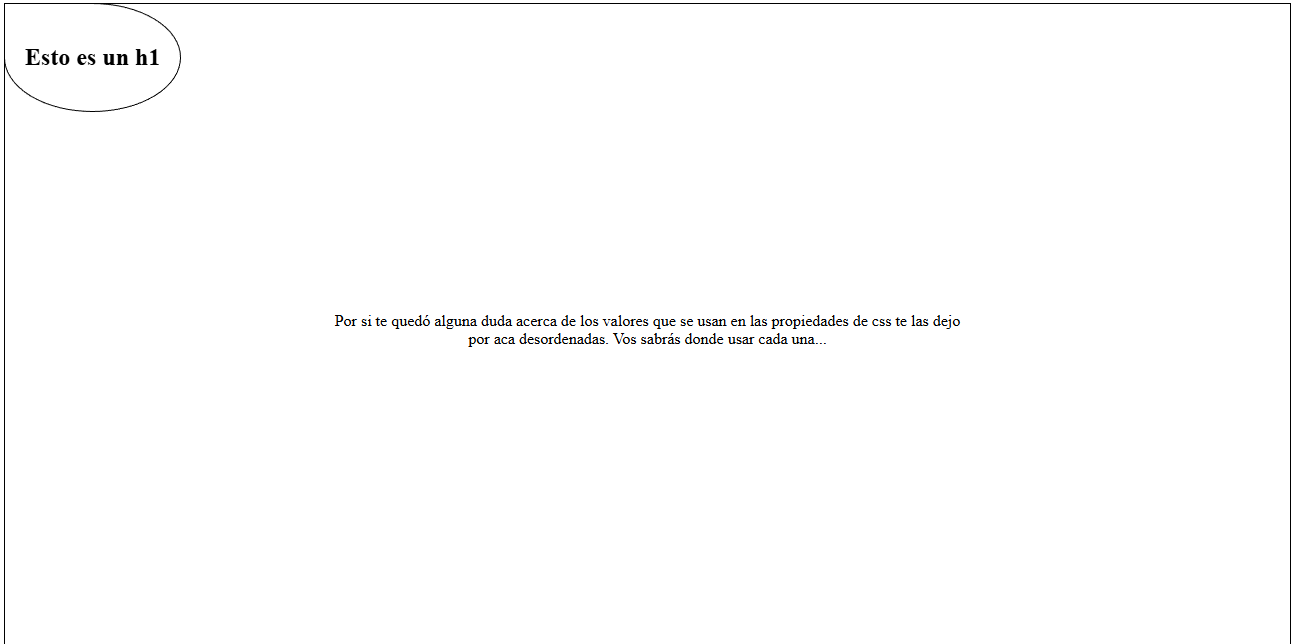 Esto es un h1
Por si te quedó alguna duda acerca de los valores que se usan en las propiedades de css te las dejo
por aca desordenadas. Vos sabrás donde usar cada una...